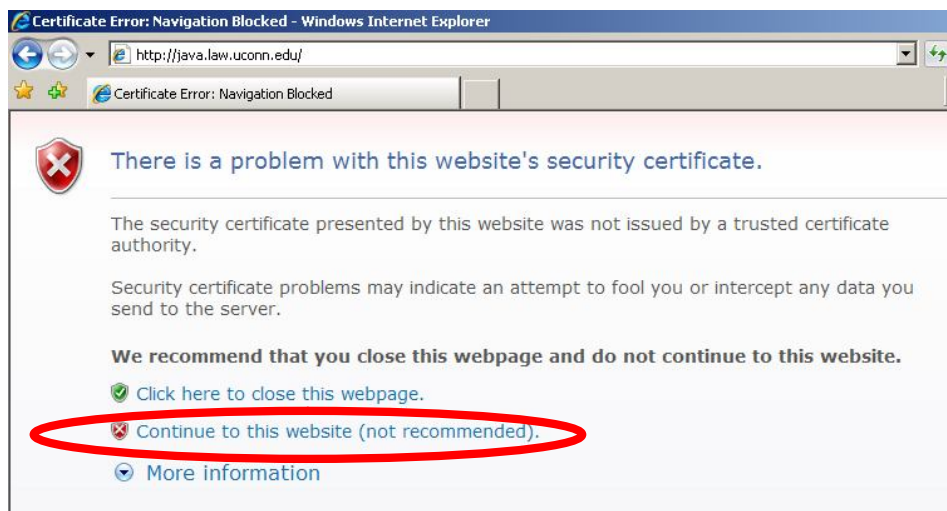 Certificate Error: Navigation Blocked - Windows Internet Explorer
http://java.law.uconn.edu/
Certificate Error: Navigation Blocked
There is a problem with this website's security certificate.
The security certificate presented by this website was not issued by a trusted certificate
authority.
Security certificate problems may indicate an attempt to fool you or intercept any data you
send to the server.
We recommend that you close this webpage and do not continue to this website.
Click here to close this webpage.
Continue to this website (not recommended).
More information